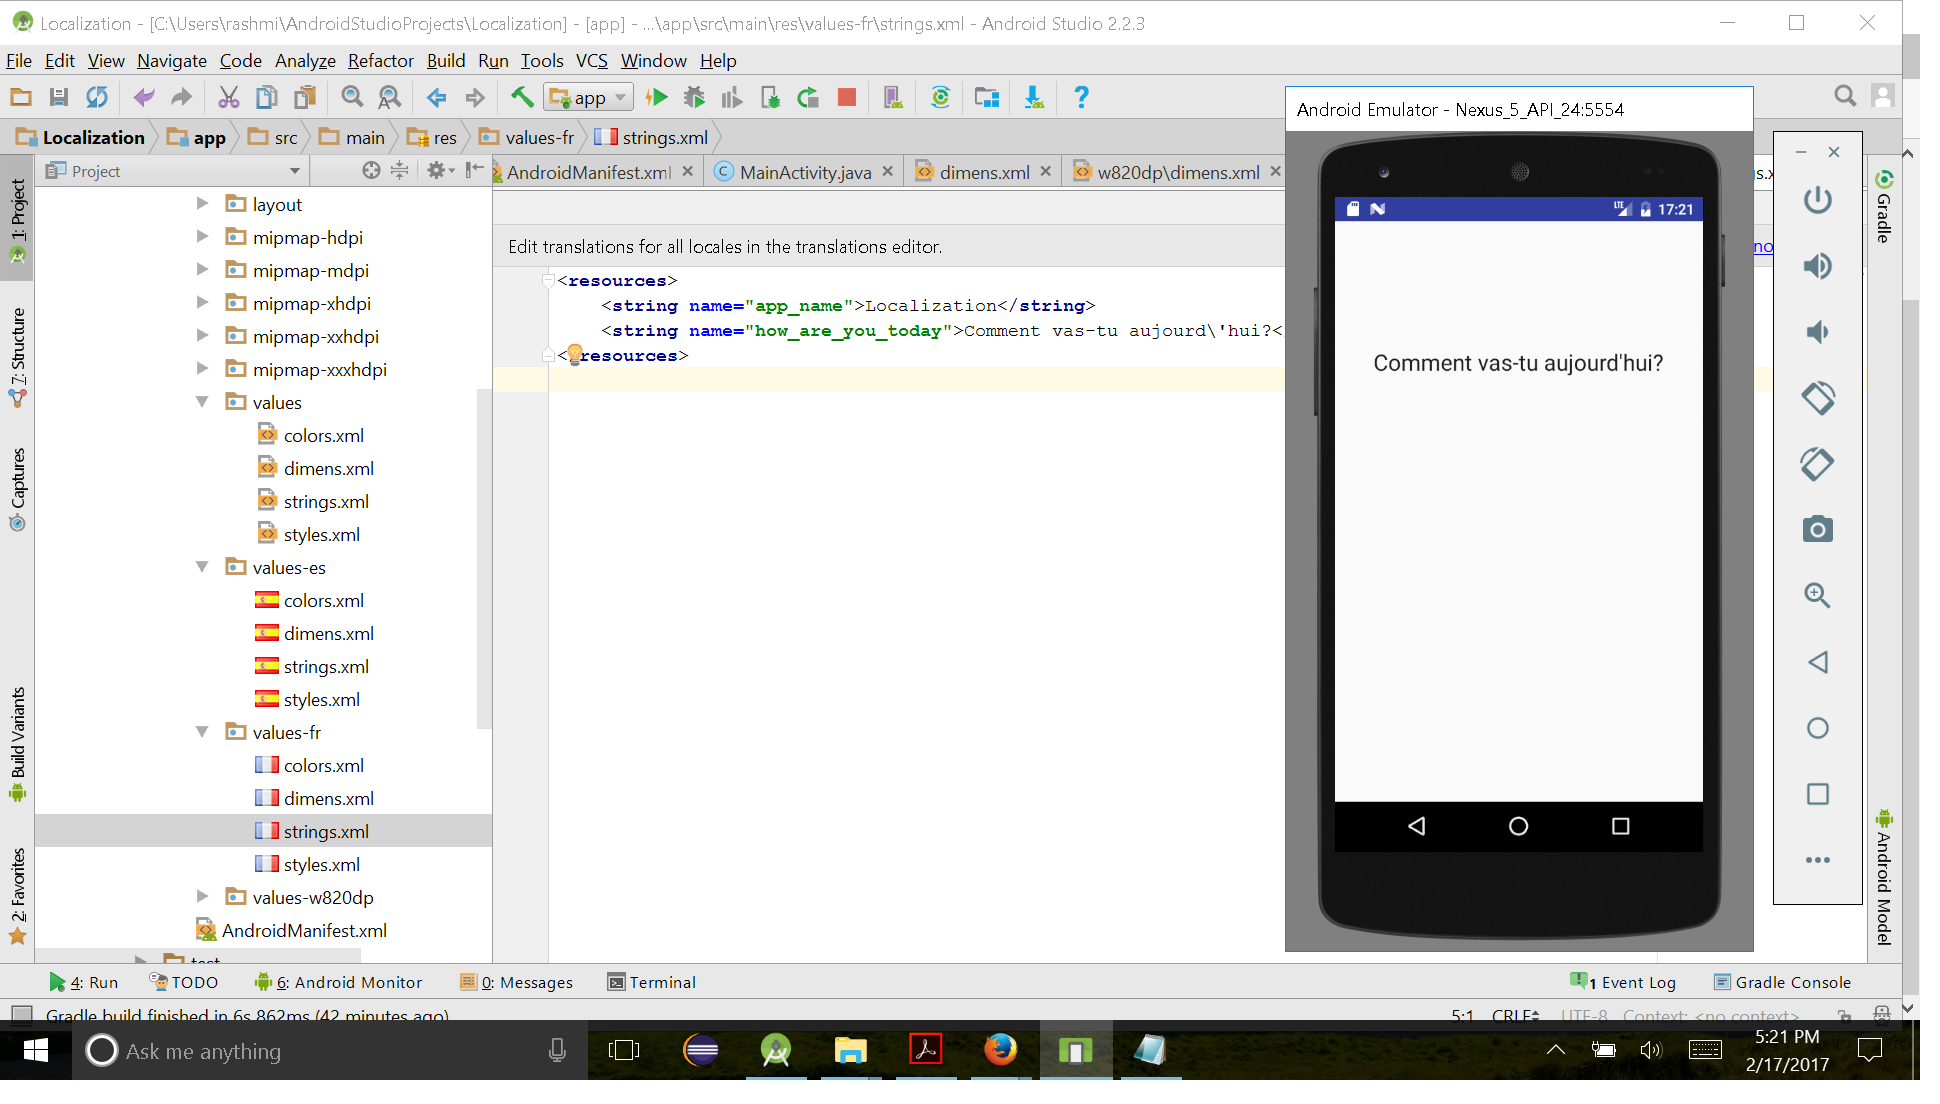 Localization - [C:\Users\rashmi\AndroidStudioProjects\Localization] - [app] - ...\app\src\main\res\values-fr\strings.xml - Android Studio 2.2.3
File Edit View Navigate Code Analyze Refactor Build Run Tools VCS Window Help
app
Localization app src main res values-fr strings.xml
Project
AndroidManifest.xml MainActivity.java dimens.xml w820dp\dimens.xml
Edit translations for all locales in the translations editor.
<resources>
<string name="app_name">Localization</string>
<string name="how_are_you_today">Comment vas-tu aujourd\'hui?<
resources>
layout
mipmap-hdpi
mipmap-mdpi
mipmap-xhdpi
mipmap-xxhdpi
mipmap-xxxhdpi
values
colors.xml
dimens.xml
strings.xml
styles.xml
values-es
colors.xml
dimens.xml
strings.xml
styles.xml
values-fr
colors.xml
dimens.xml
strings.xml
styles.xml
values-w820dp
AndroidManifest.xml
test
1: Project
7: Structure
Captures
Build Variants
2: Favorites
Android Emulator - Nexus_5_API_24:5554
LTE 17:21
Comment vas-tu aujourd'hui?
Gradle
Android Model
4: Run TODO 6: Android Monitor 0: Messages Terminal 1 Event Log Gradle Console
Gradle build finished in 6s 862ms (42 minutes ago) 5:1 CRLF UTF-8 Context: <no context>
Ask me anything
5:21 PM
2/17/2017